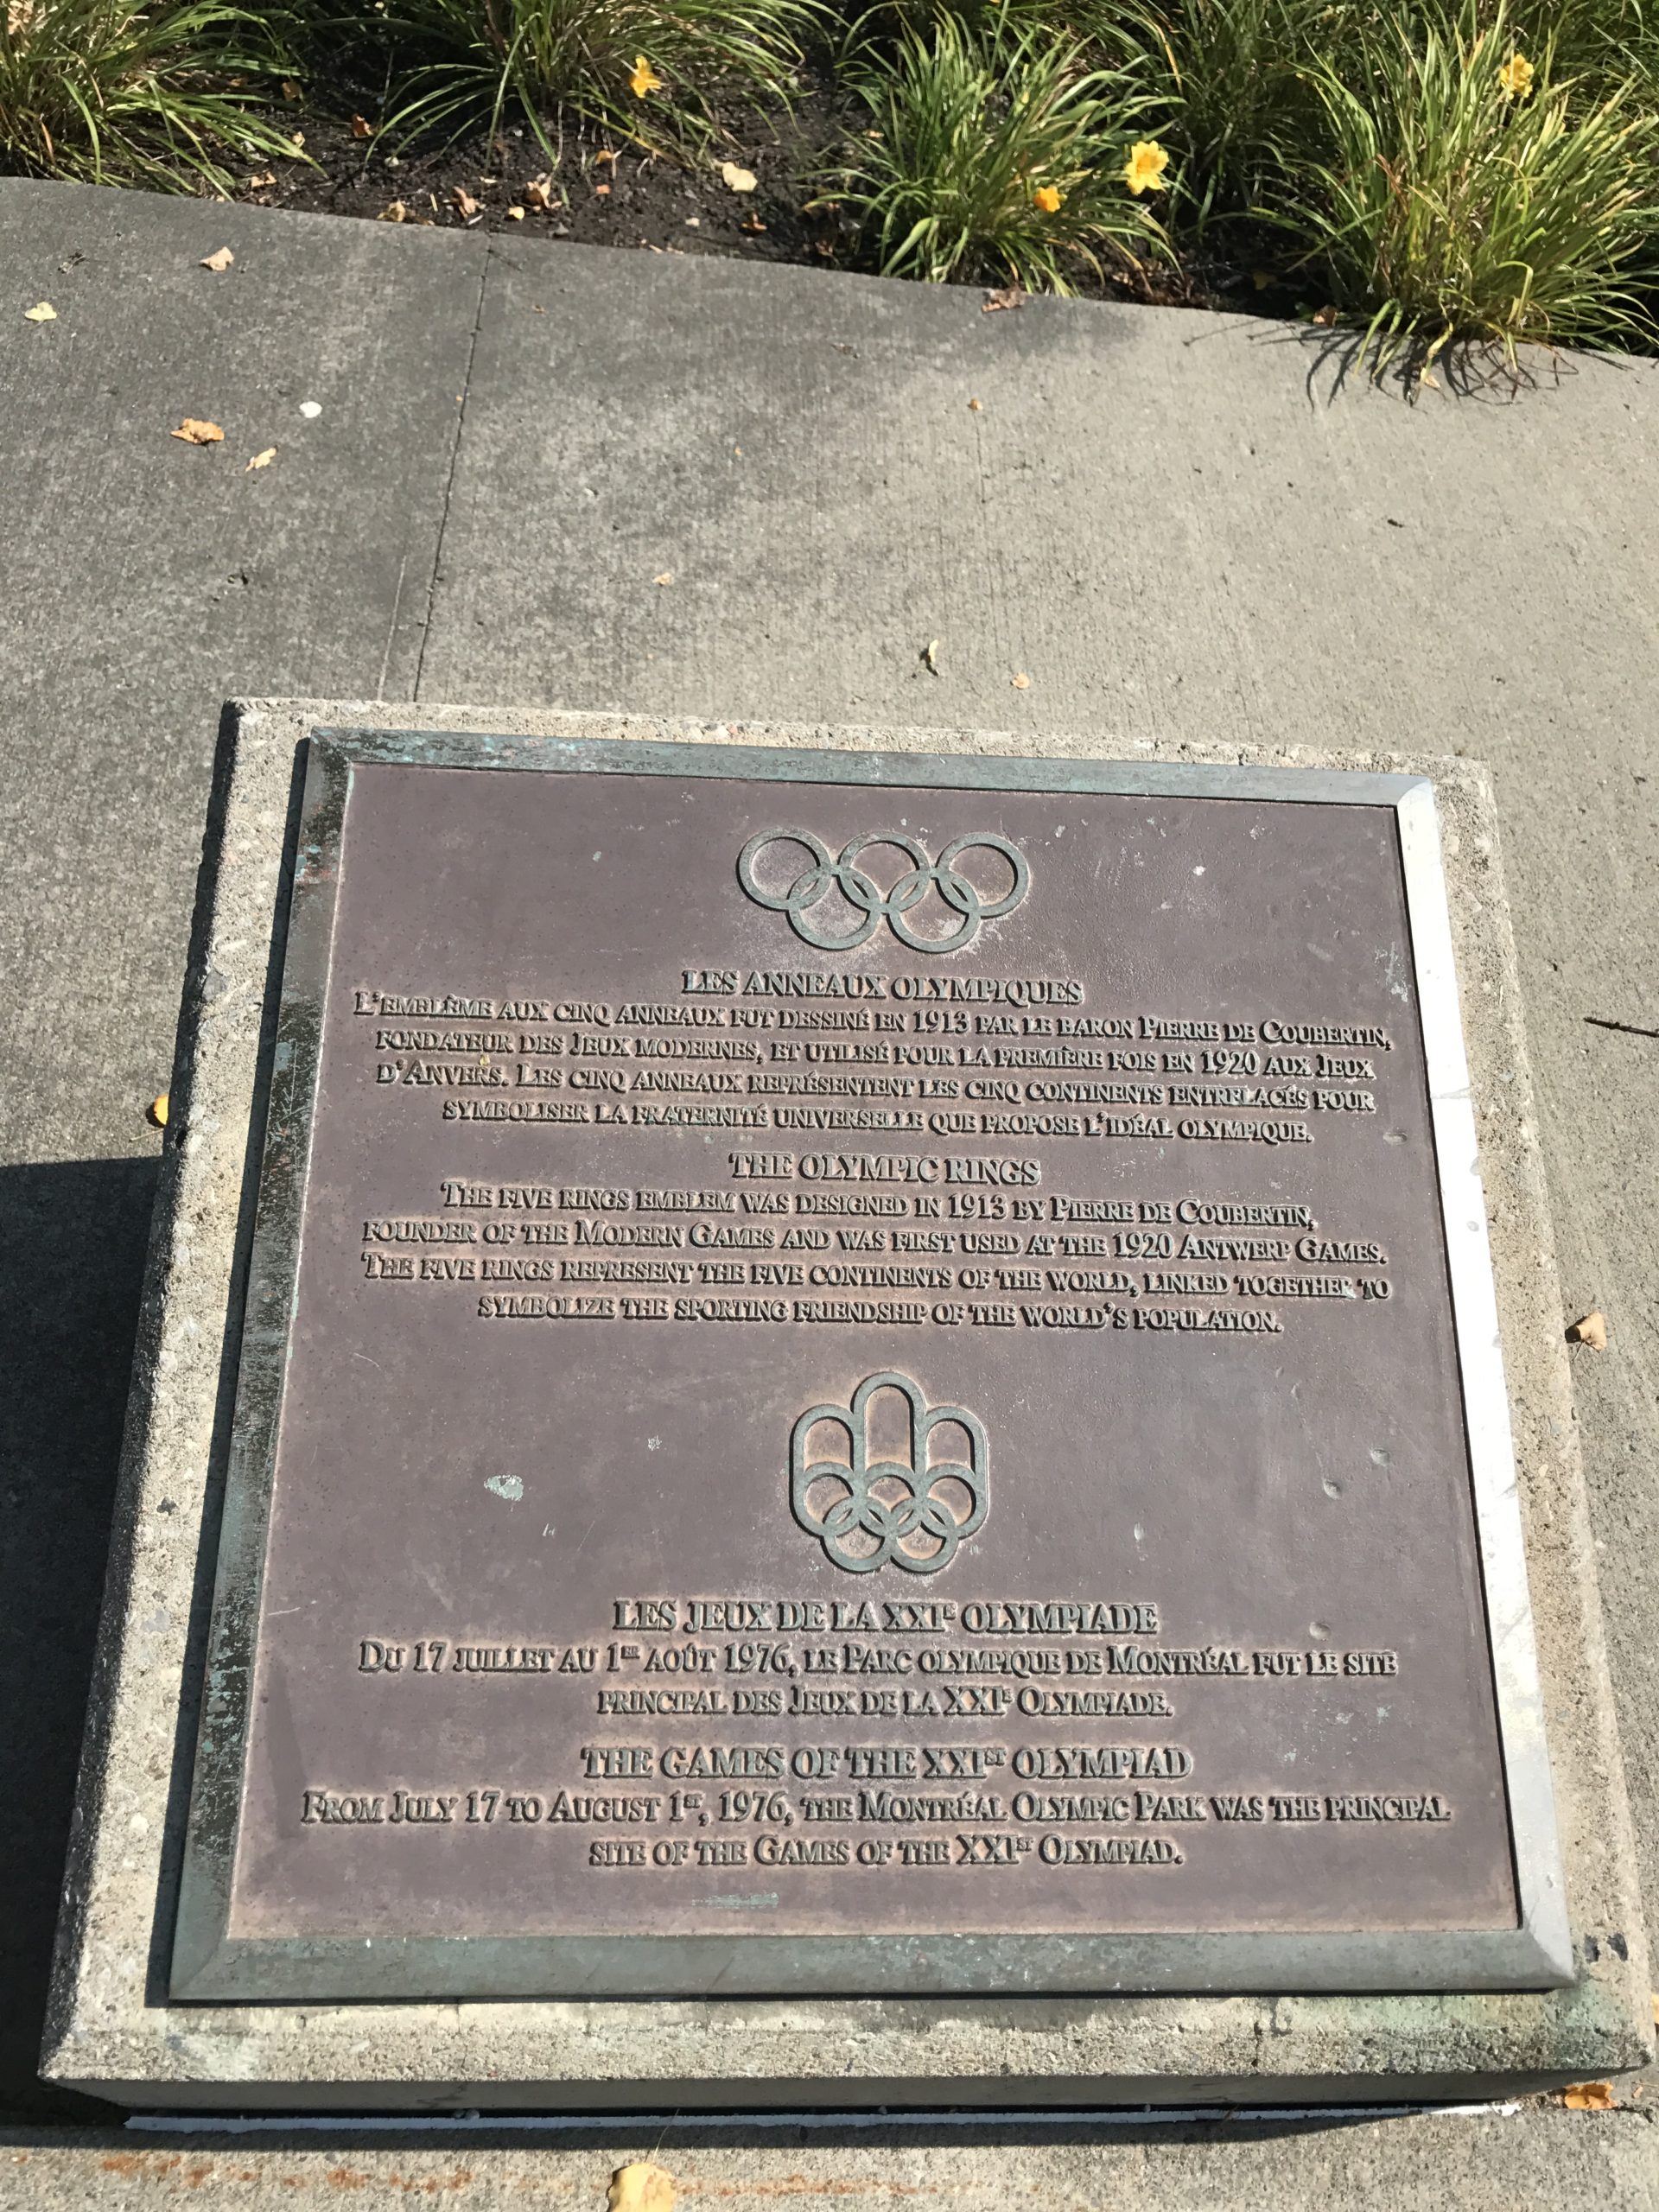 LES ANNEAUX OLYMPIQUES
L'EMBLÈME AUX CINQ ANNEAUX FUT DESSINÉ EN 1913 PAR LE BARON PIERRE DE COUBERTIN,
FONDATEUR DES JEUX MODERNES, ET UTILISÉ POUR LA PREMIÈRE FOIS EN 1920 AUX JEUX
D'ANVERS. LES CINQ ANNEAUX REPRÉSENTENT LES CINQ CONTINENTS ENTRELACÉS POUR
SYMBOLISER LA FRATERNITÉ UNIVERSELLE QUE PROPOSE L'IDÉAL OLYMPIQUE.
THE OLYMPIC RINGS
THE FIVE RINGS EMBLEM WAS DESIGNED IN 1913 BY PIERRE DE COUBERTIN,
FOUNDER OF THE MODERN GAMES AND WAS FIRST USED AT THE 1920 ANTWERP GAMES.
THE FIVE RINGS REPRESENT THE FIVE CONTINENTS OF THE WORLD, LINKED TOGETHER TO
SYMBOLIZE THE SPORTING FRIENDSHIP OF THE WORLD'S POPULATION.
LES JEUX DE LA XXIE OLYMPIADE
DU 17 JUILLET AU 1ER AOÛT 1976, LE PARC OLYMPIQUE DE MONTRÉAL FUT LE SITE
PRINCIPAL DES JEUX DE LA XXIE OLYMPIADE.
THE GAMES OF THE XXIST OLYMPIAD
FROM JULY 17 TO AUGUST 1ST, 1976, THE MONTRÉAL OLYMPIC PARK WAS THE PRINCIPAL
SITE OF THE GAMES OF THE XXIST OLYMPIAD.